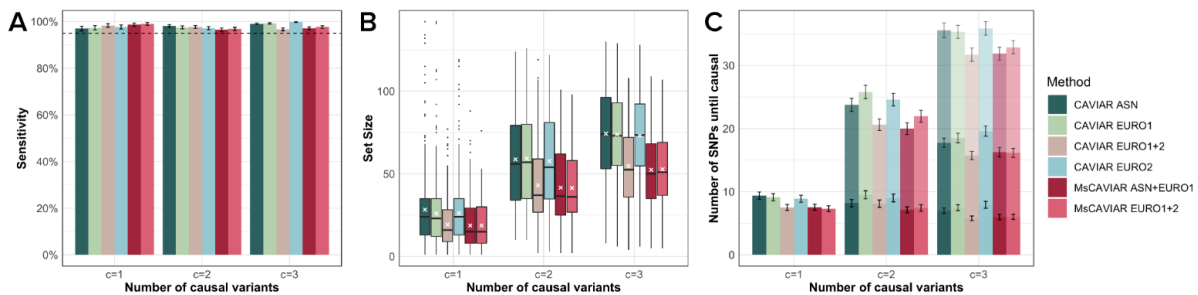 A
100%
80%
60%
40%
20%
0%
Sensitivity
c=1 c=2 c=3
Number of causal variants
B
100
50
0
Set Size
c=1 c=2 c=3
Number of causal variants
C
30
20
10
0
Number of SNPs until causal
c=1 c=2 c=3
Number of causal variants
Method
CAVIAR ASN
CAVIAR EURO1
CAVIAR EURO1+2
CAVIAR EURO2
MsCAVIAR ASN+EURO1
MsCAVIAR EURO1+2